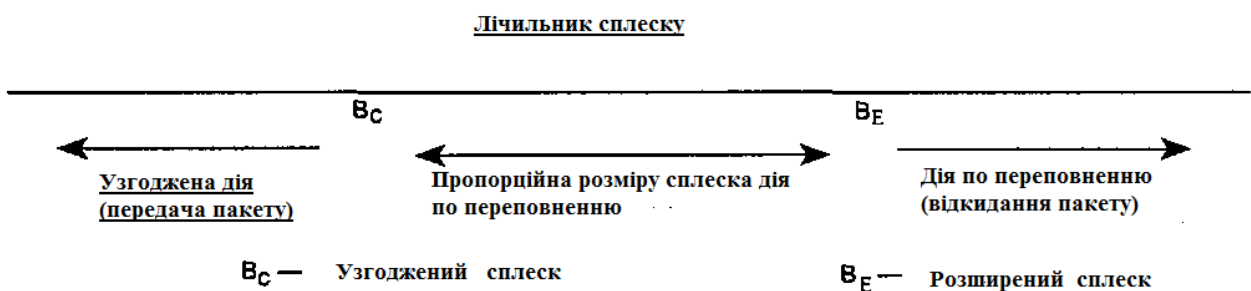 Лічильник сплеску
B_C
B_E
Узгоджена дія
(передача пакету)
Пропорційна розміру сплеска дія
по переповненню
Дія по переповненню
(відкидання пакету)
B_C — Узгоджений сплеск
B_E — Розширений сплеск